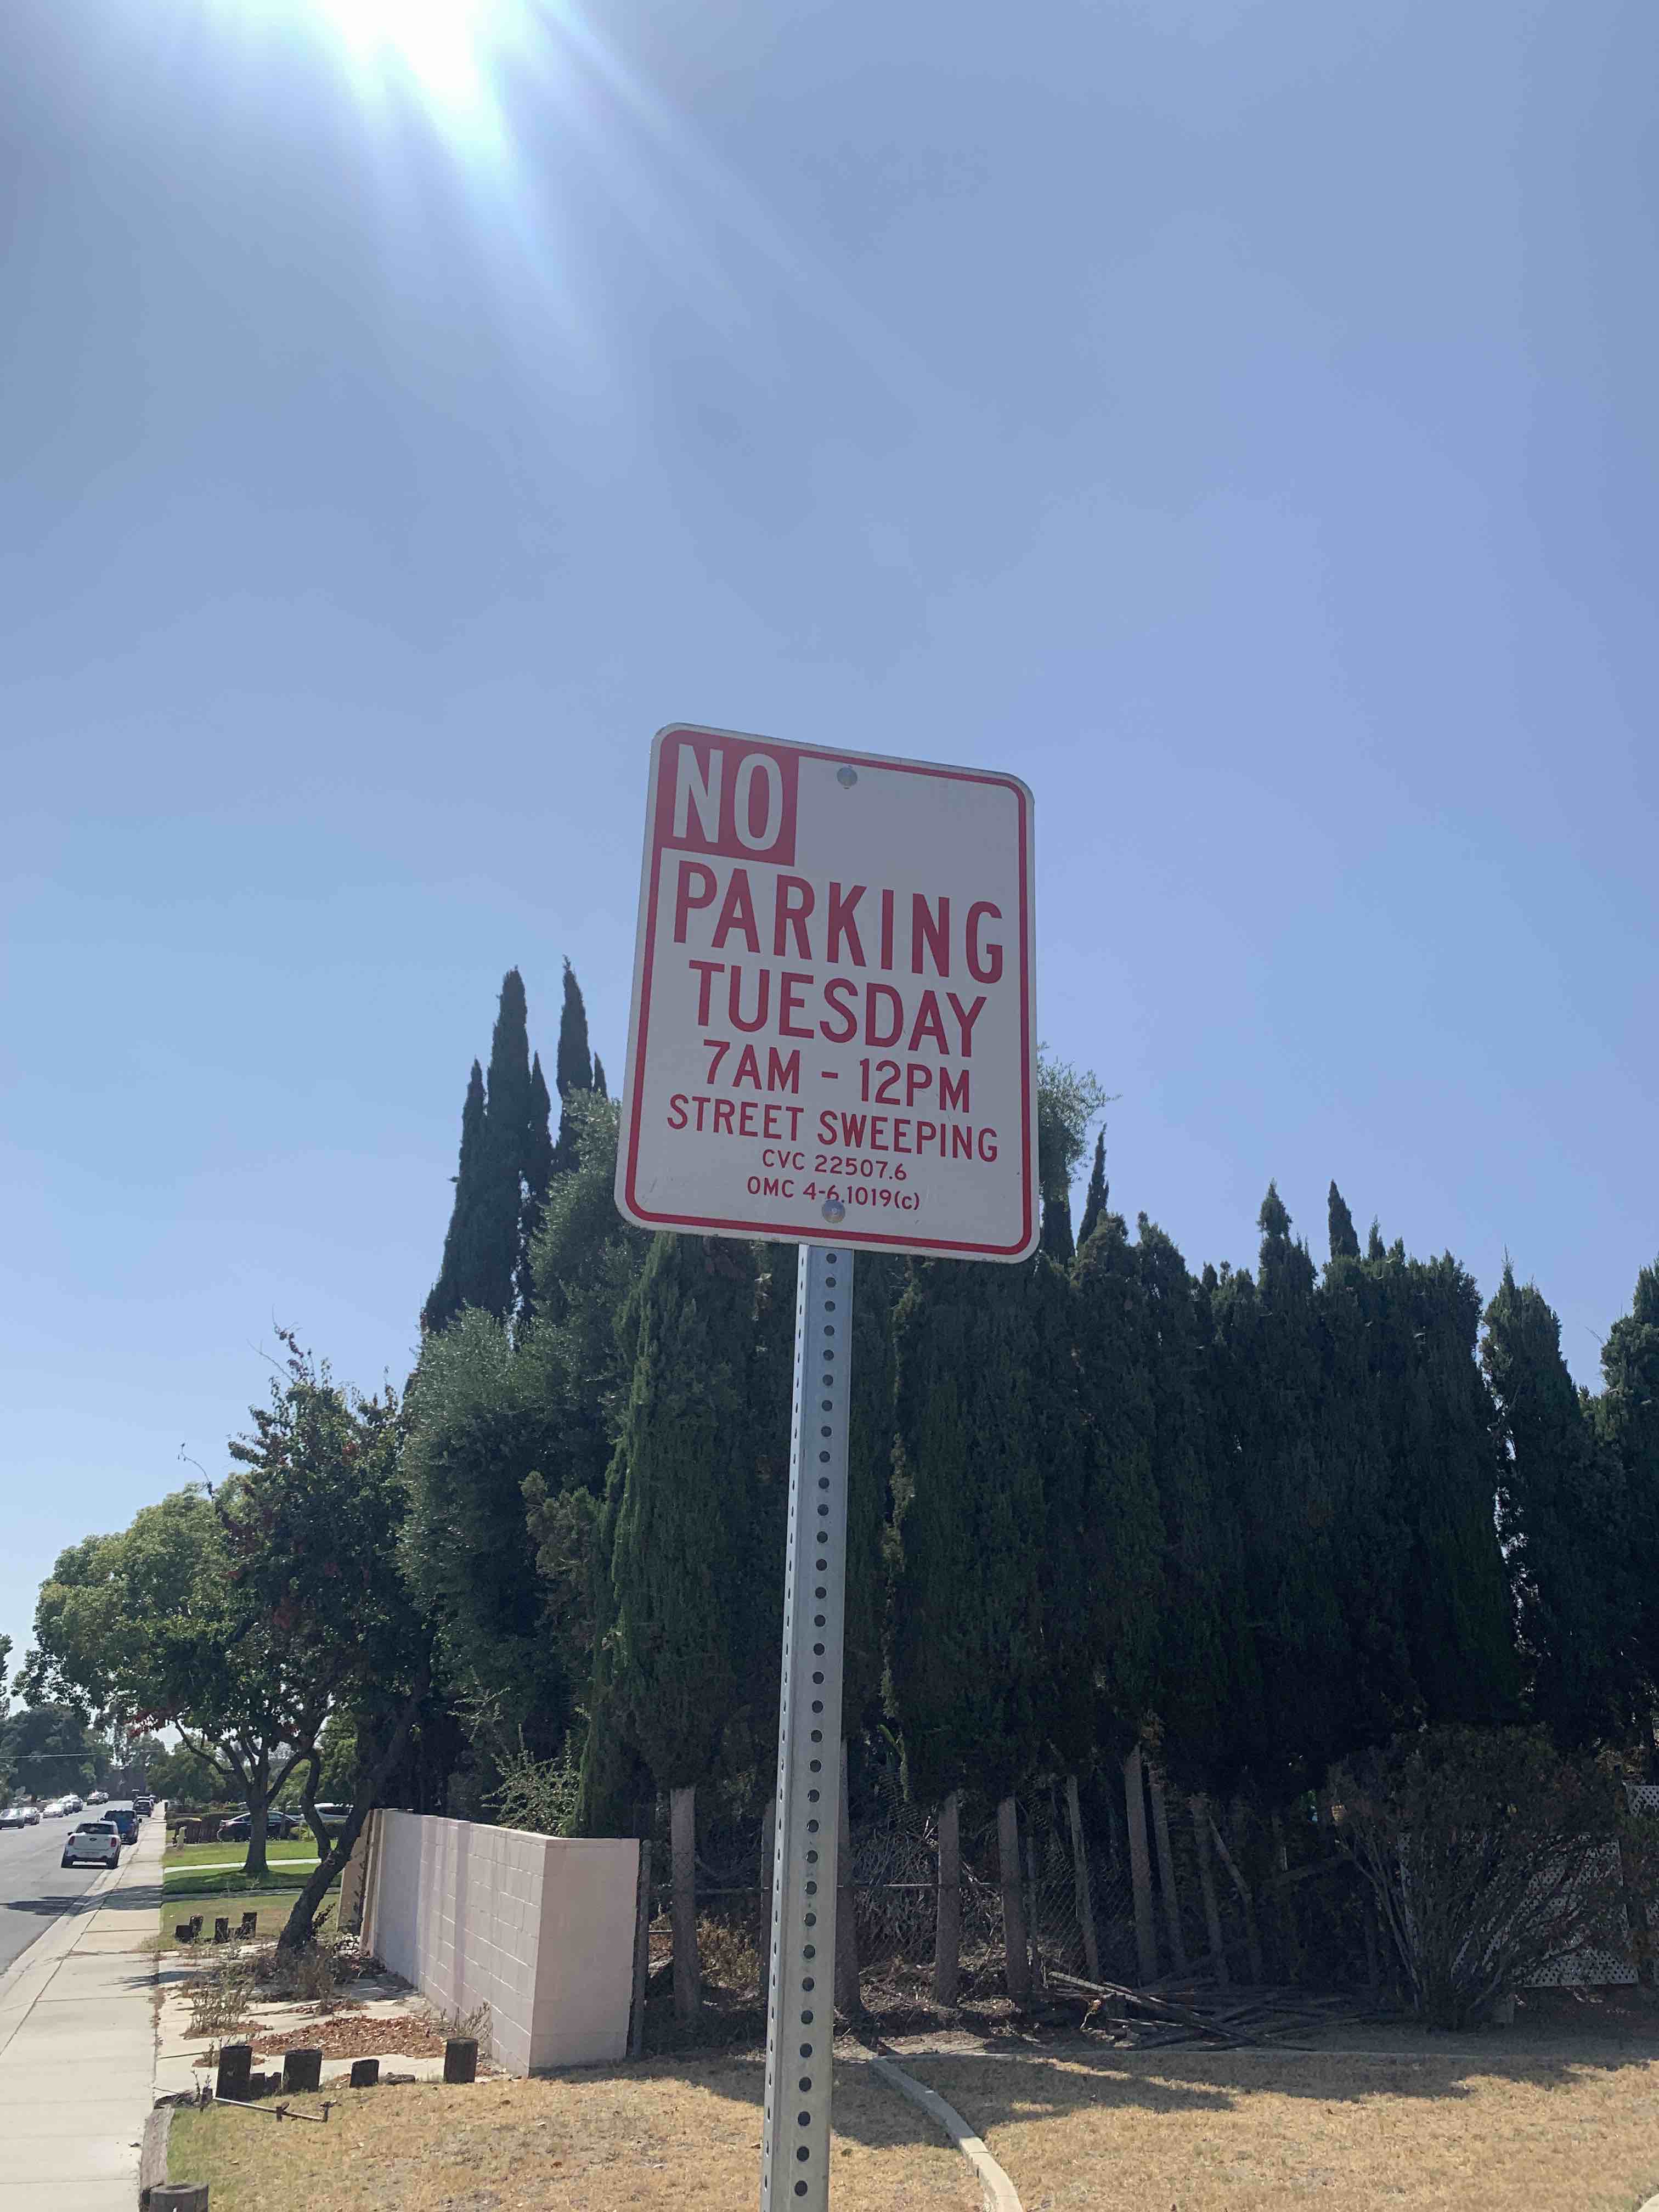 NO
PARKING
TUESDAY
7AM - 12PM
STREET SWEEPING
CVC 22507.6
OMC 4-6.1019(c)